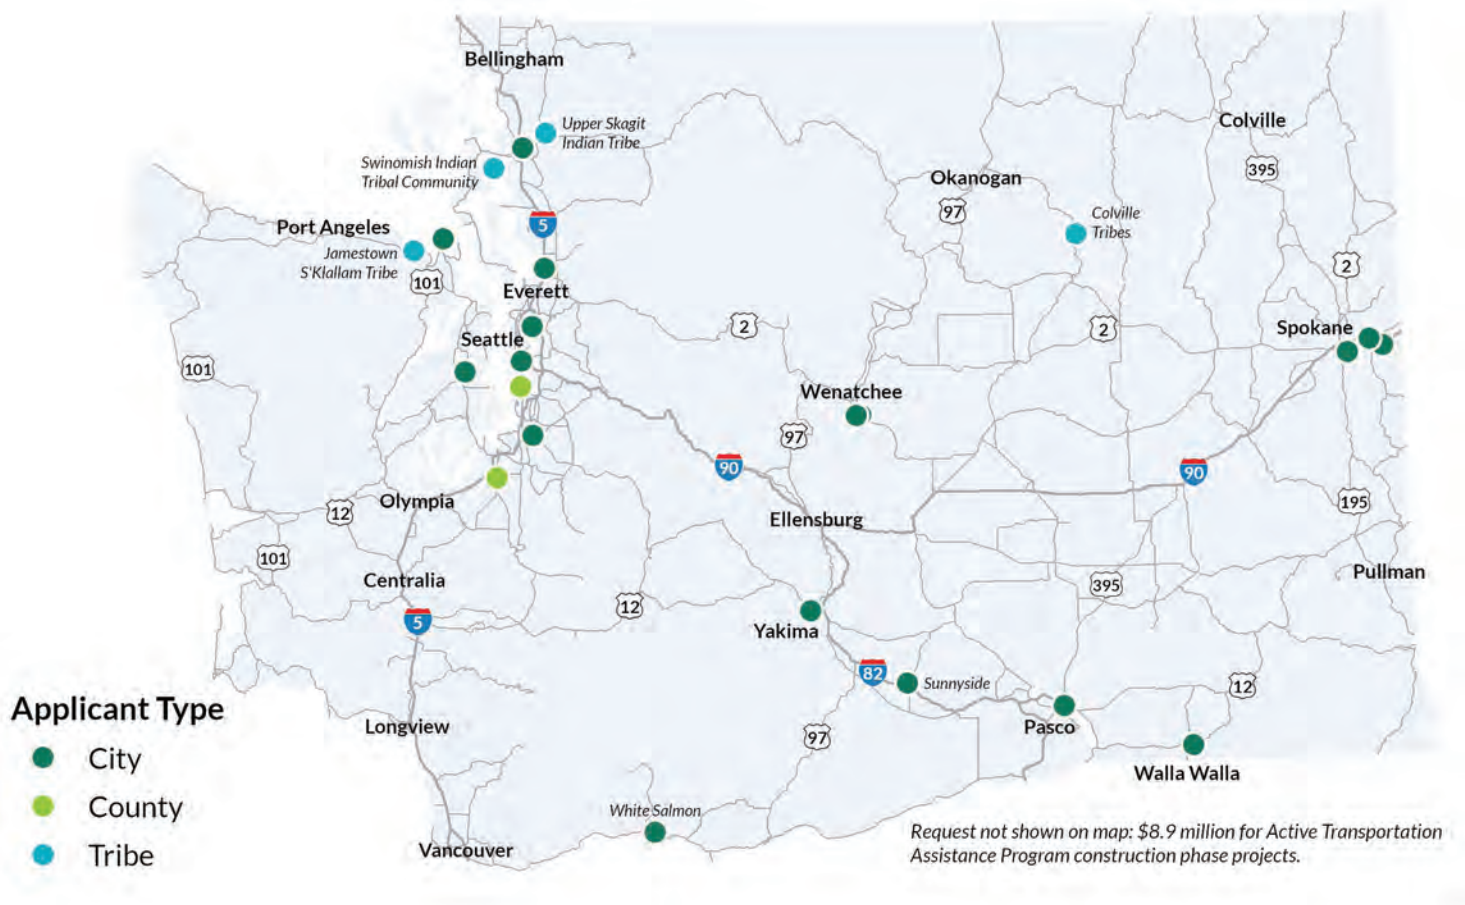 Bellingham
Upper Skagit
Indian Tribe
Swinomish Indian
Tribal Community
Colville
395
Okanogan
97
Colville
Tribes
5
Port Angeles
Jamestown
S'Klallam Tribe
101
2
Everett
2
2
Seattle
Spokane
101
Wenatchee
97
90
90
Olympia
12
195
Ellensburg
101
Centralia
Pullman
395
12
5
Yakima
82
Sunnyside
12
Applicant Type
City
County
Tribe
Longview
97
Pasco
Walla Walla
White Salmon
Vancouver
Request not shown on map: $8.9 million for Active Transportation
Assistance Program construction phase projects.